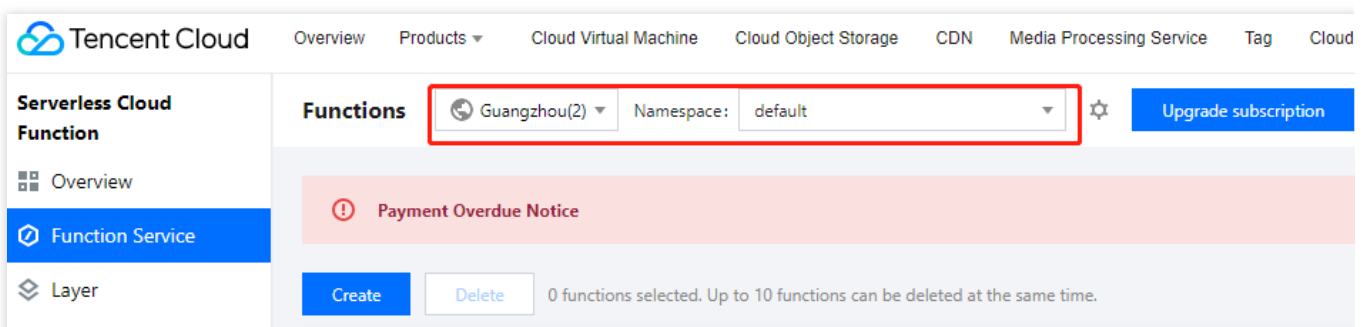 Tencent Cloud Overview Products Cloud Virtual Machine Cloud Object Storage CDN Media Processing Service Tag Cloud
Serverless Cloud
Function
Functions Guangzhou(2) Namespace: default Upgrade subscription
Overview
Payment Overdue Notice
Function Service
Layer
Create Delete 0 functions selected. Up to 10 functions can be deleted at the same time.